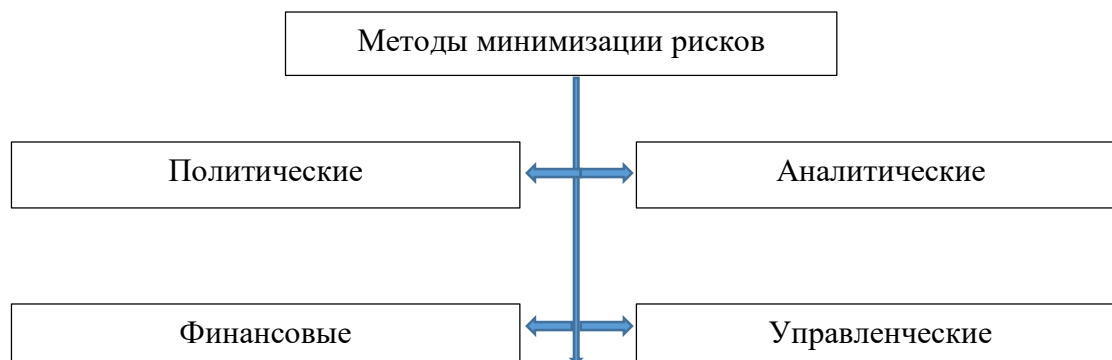 Методы минимизации рисков
Политические
Аналитические
Финансовые
Управленческие